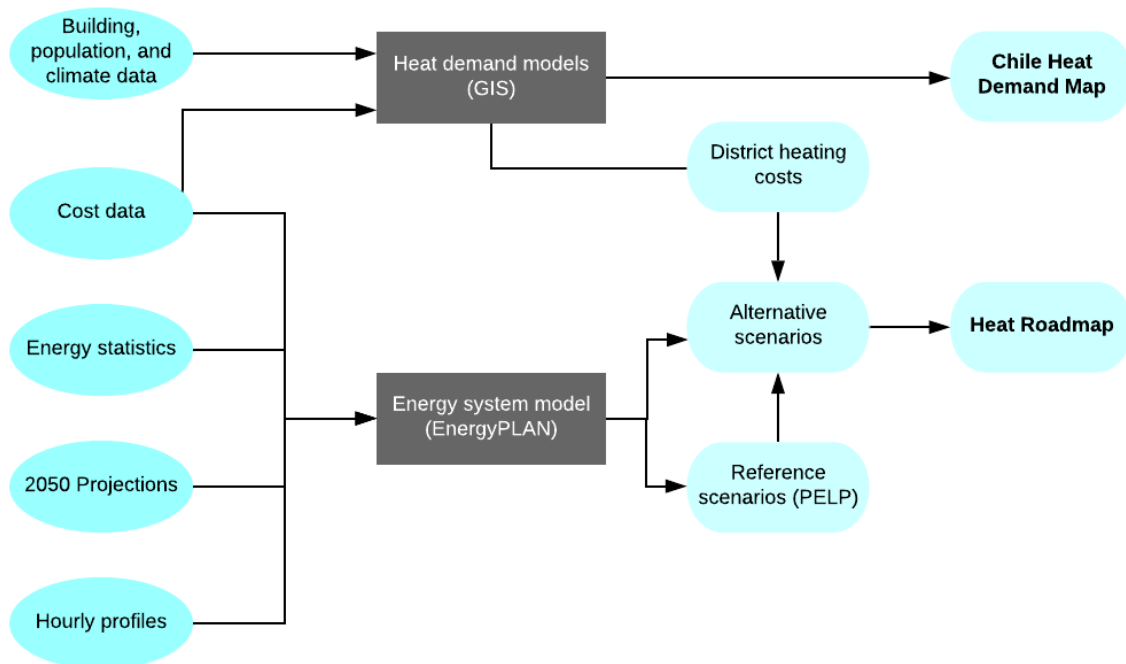 Building,
population, and
climate data
Heat demand models
(GIS)
Chile Heat
Demand Map
District heating
costs
Cost data
Alternative
scenarios
Heat Roadmap
Energy statistics
Energy system model
(EnergyPLAN)
Reference
scenarios (PELP)
2050 Projections
Hourly profiles